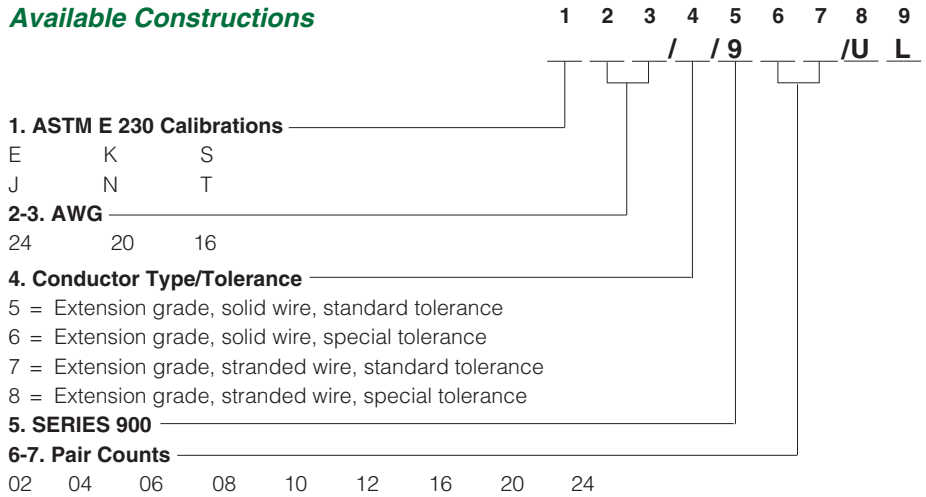 Available Constructions 1 2 3 4 5 6 7 8 9
/ / 9 /U L
1. ASTM E 230 Calibrations
E K S
J N T
2-3. AWG
24 20 16
4. Conductor Type/Tolerance
5 = Extension grade, solid wire, standard tolerance
6 = Extension grade, solid wire, special tolerance
7 = Extension grade, stranded wire, standard tolerance
8 = Extension grade, stranded wire, special tolerance
5. SERIES 900
6-7. Pair Counts
02 04 06 08 10 12 16 20 24